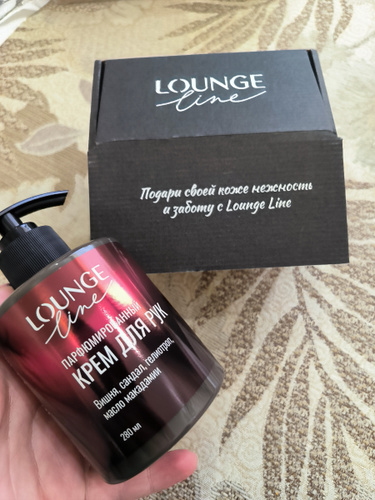 LOUNGE
line
Подари своей коже нежность
и заботу с Lounge Line
LOUNGE
line
ПАРФЮМИРОВАННЫЙ
КРЕМ ДЛЯ РУК
Вишня, сандал, гелиотроп,
масло макадамии
280 мл